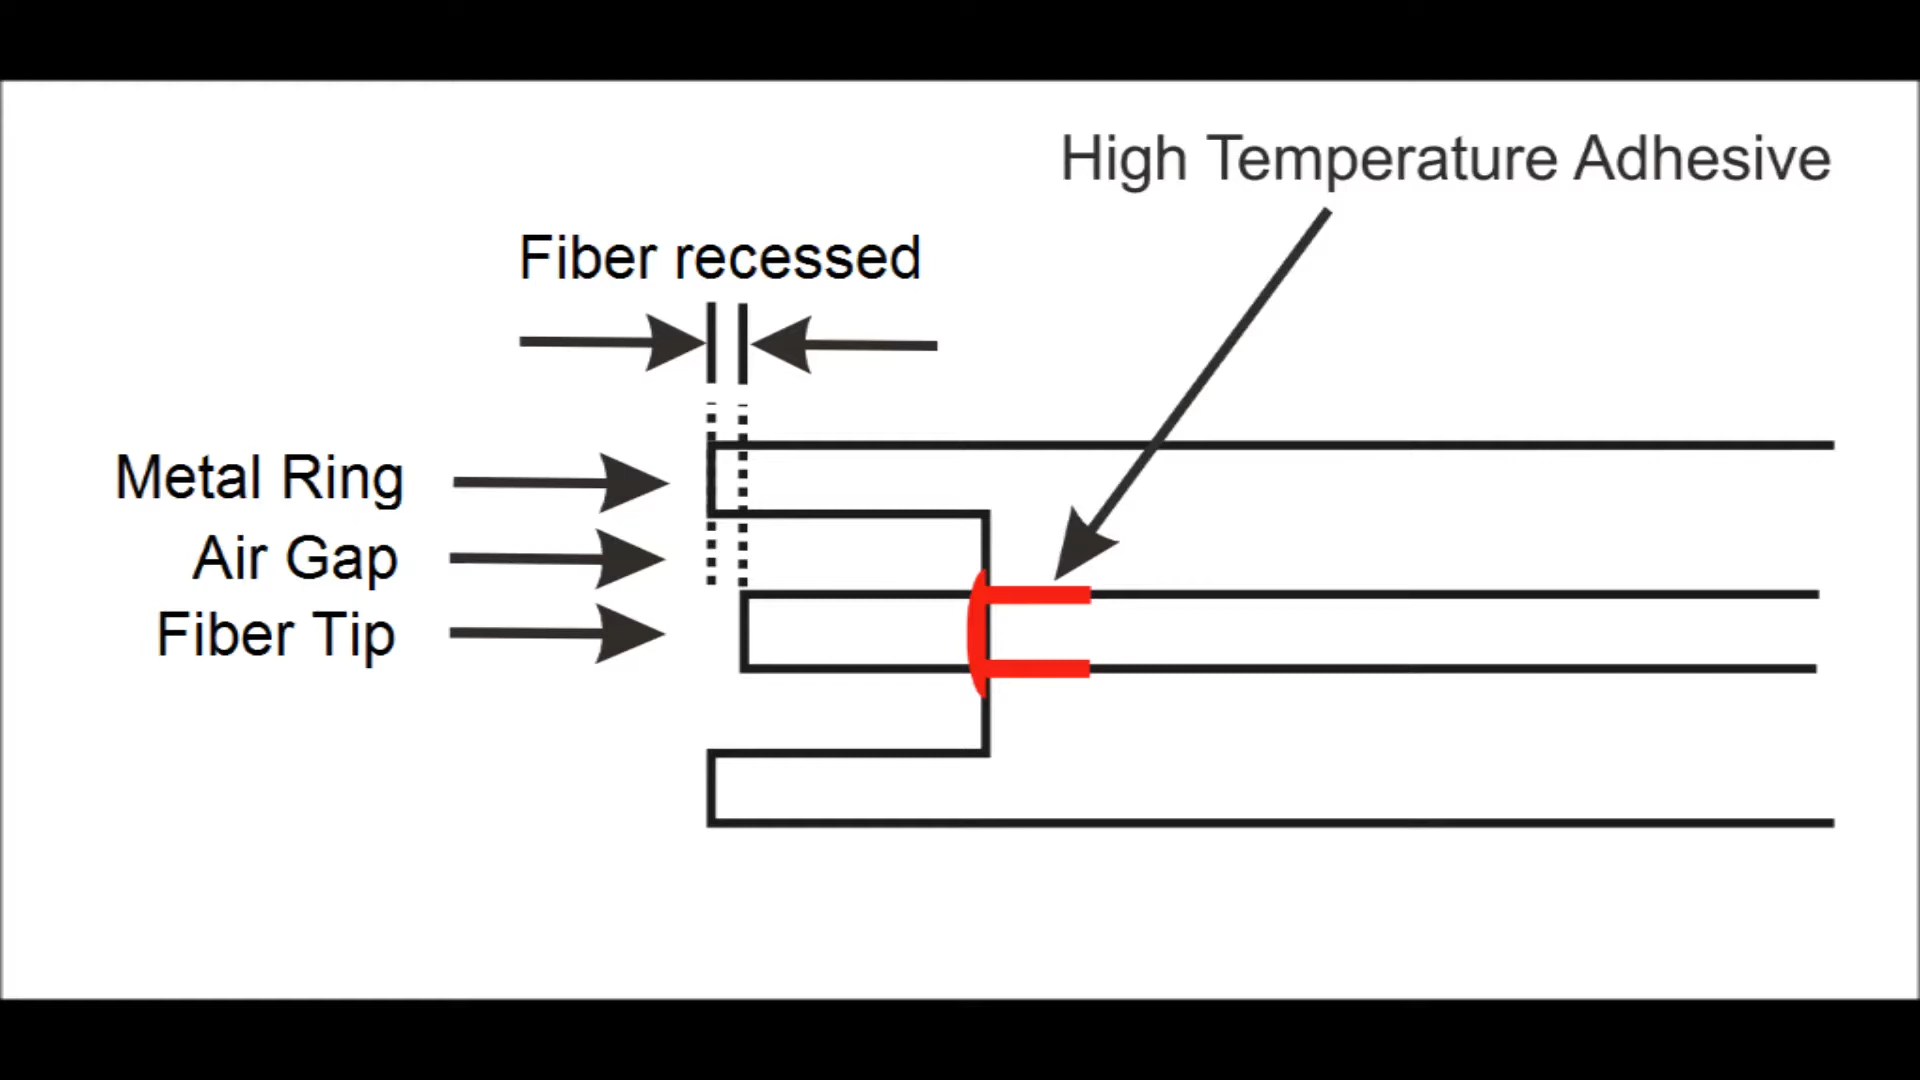 High Temperature Adhesive
Fiber recessed
Metal Ring
Air Gap
Fiber Tip